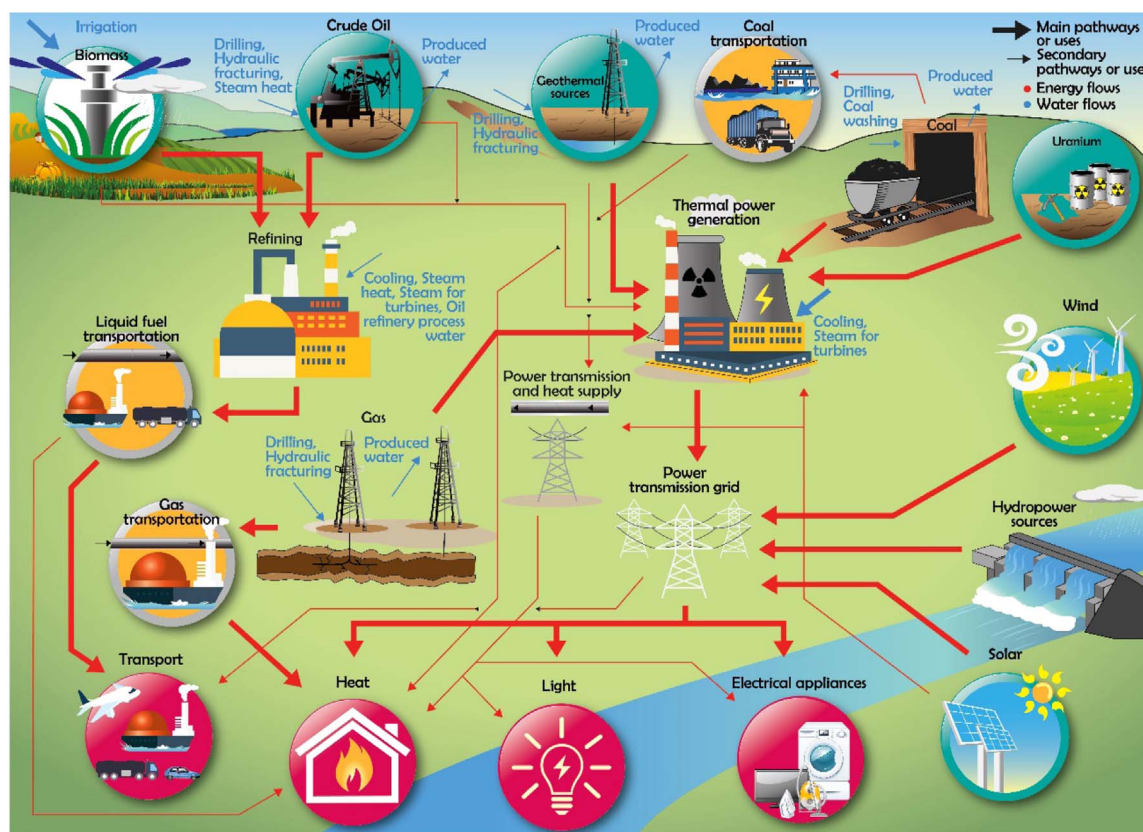 Irrigation
Biomass
Drilling,
Hydraulic
fracturing,
Steam heat
Crude Oil
Produced
water
Geothermal
sources
Drilling,
Hydraulic
fracturing
Produced
water
Coal
transportation
Drilling,
Coal
washing
Produced
water
Coal
Main pathways
or uses
Secondary
pathways or use
Energy flows
Water flows
Uranium
Refining
Cooling, Steam
heat, Steam for
turbines, Oil
refinery process
water
Thermal power
generation
Cooling,
Steam for
turbines
Wind
Liquid fuel
transportation
Power transmission
and heat supply
Gas
Drilling,
Hydraulic
fracturing
Produced
water
Gas
transportation
Power
transmission grid
Hydropower
sources
Transport
Heat
Light
Electrical appliances
Solar